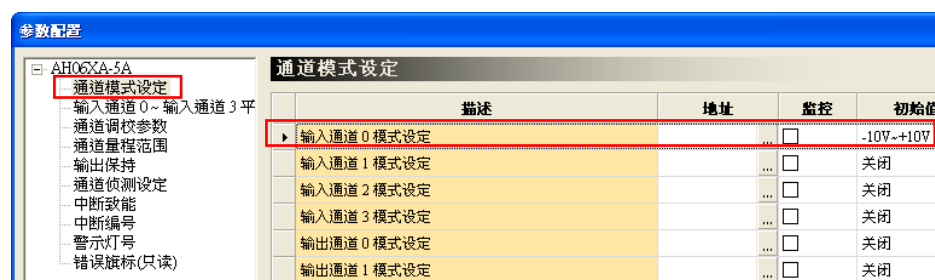 参数配置
AH06XA-5A
通道模式设定
输入通道 0 ~ 输入通道 3 平
通道调校参数
通道量程范围
输出保持
通道侦测设定
中断致能
中断编号
警示灯号
错误旗标(只读)
通道模式设定
描述 地址 监控 初始值
输入通道 0 模式设定 ... -10V~+10V
输入通道 1 模式设定 ... 关闭
输入通道 2 模式设定 ... 关闭
输入通道 3 模式设定 ... 关闭
输出通道 0 模式设定 ... 关闭
输出通道 1 模式设定 ... 关闭